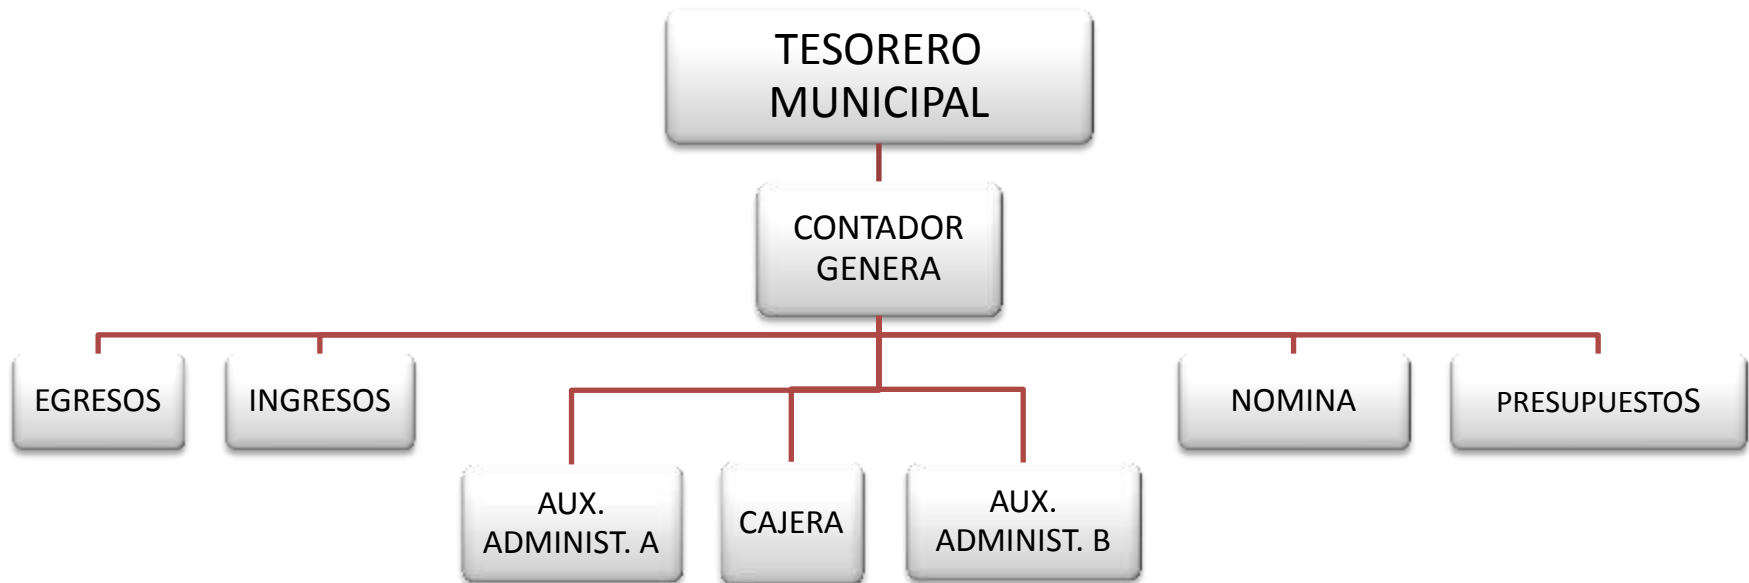 TESORERO
MUNICIPAL
CONTADOR
GENERA
EGRESOS
INGRESOS
NOMINA
PRESUPUESTOS
AUX.
ADMINIST. A
CAJERA
AUX.
ADMINIST. B